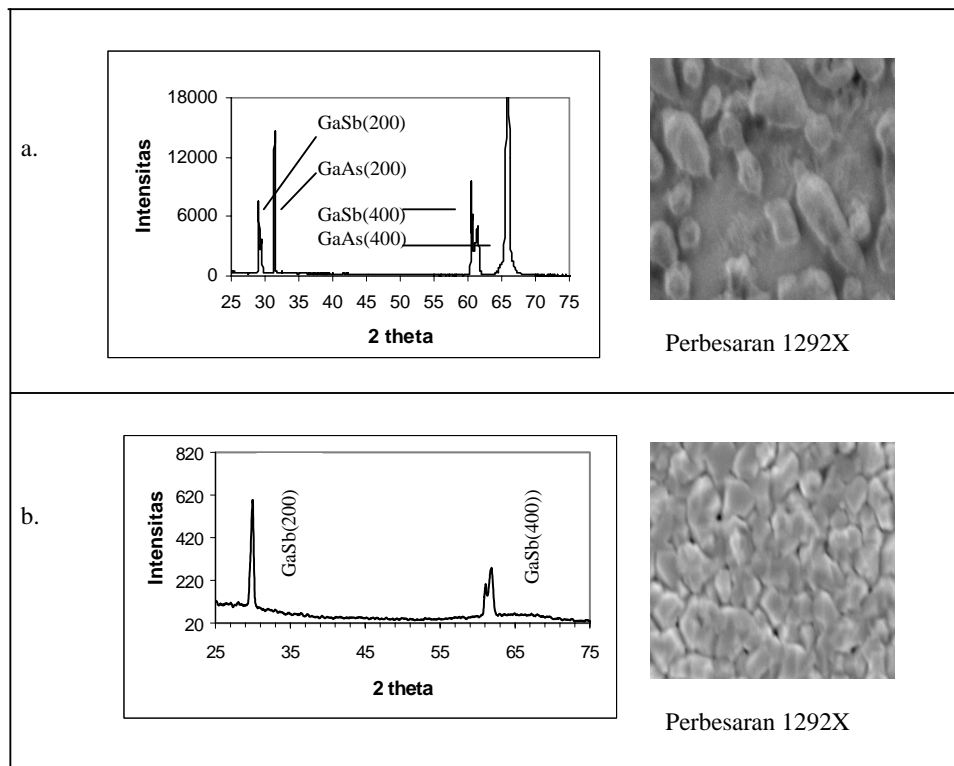 a.
Intensitas
18000
12000
6000
0
GaSb(200)
GaAs(200)
GaSb(400)
GaAs(400)
25 30 35 40 45 50 55 60 65 70 75
2 theta
Perbesaran 1292X
b.
Intensitas
820
620
420
220
20
GaSb(200)
GaSb(400))
25 35 45 55 65 75
2 theta
Perbesaran 1292X